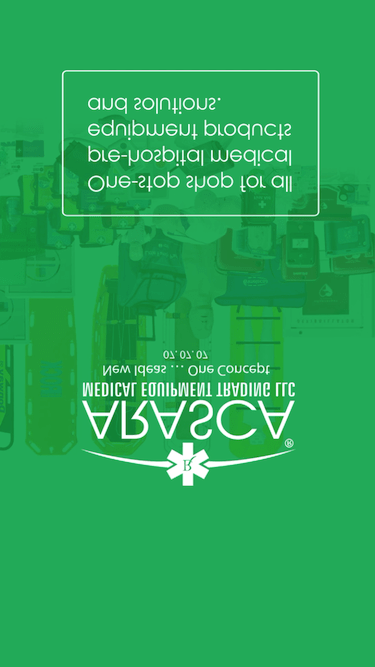 ®
ARASCA
MEDICAL EQUIPMENT TRADING LLC
New Ideas ... One Concept
07.07.07
One-stop shop for all
pre-hospital medical
equipment products
and solutions.